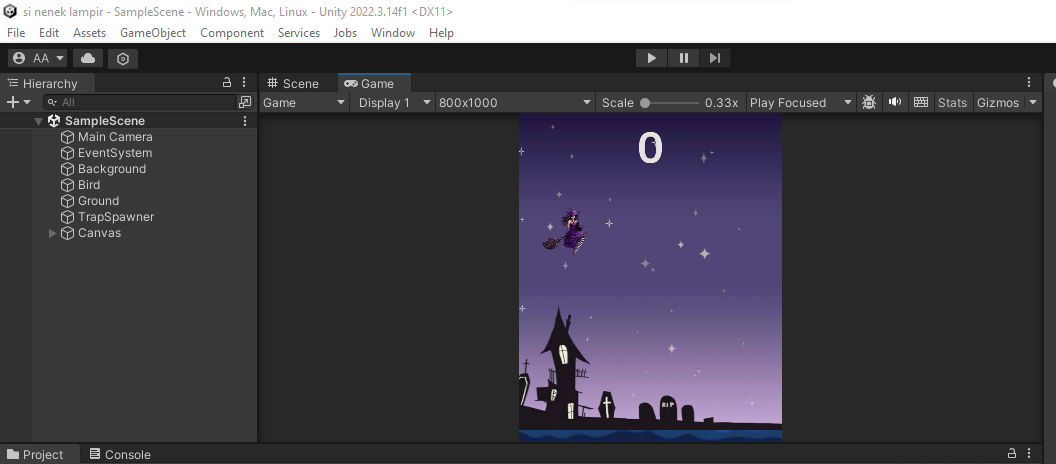 si nenek lampir - SampleScene - Windows, Mac, Linux - Unity 2022.3.14f1 <DX11>
File Edit Assets GameObject Component Services Jobs Window Help
AA
Hierarchy
Scene Game
All
Game Display 1 800x1000 Scale 0.33x Play Focused Stats Gizmos
SampleScene
Main Camera
EventSystem
Background
Bird
Ground
TrapSpawner
Canvas
0
RIP
Project Console